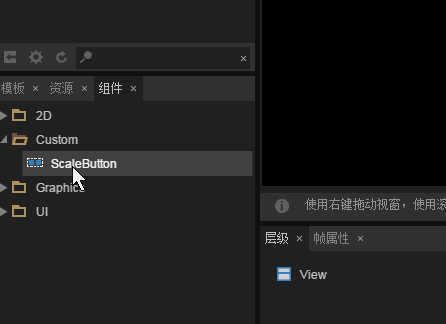 模板 × 资源 × 组件 ×
2D
Custom
ScaleButton
Graphics
UI
使用右键拖动视窗，使用滚
层级 × 帧属性 ×
View